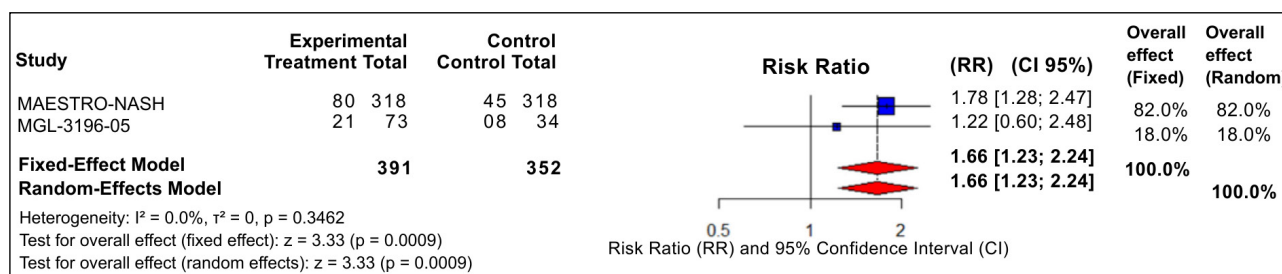 Study Experimental Treatment Total Control Control Total Risk Ratio (RR) (CI 95%) Overall effect (Fixed) Overall effect (Random
MAESTRO-NASH 80 318 45 318 1.78 [1.28; 2.47] 82.0% 82.0%
MGL-3196-05 21 73 08 34 1.22 [0.60; 2.48] 18.0% 18.0%
Fixed-Effect Model 391 352 1.66 [1.23; 2.24] 100.0%
Random-Effects Model 1.66 [1.23; 2.24] 100.0%
Heterogeneity: I² = 0.0%, τ² = 0, p = 0.3462
Test for overall effect (fixed effect): z = 3.33 (p = 0.0009)
Test for overall effect (random effects): z = 3.33 (p = 0.0009)
0.5 1 2
Risk Ratio (RR) and 95% Confidence Interval (CI)